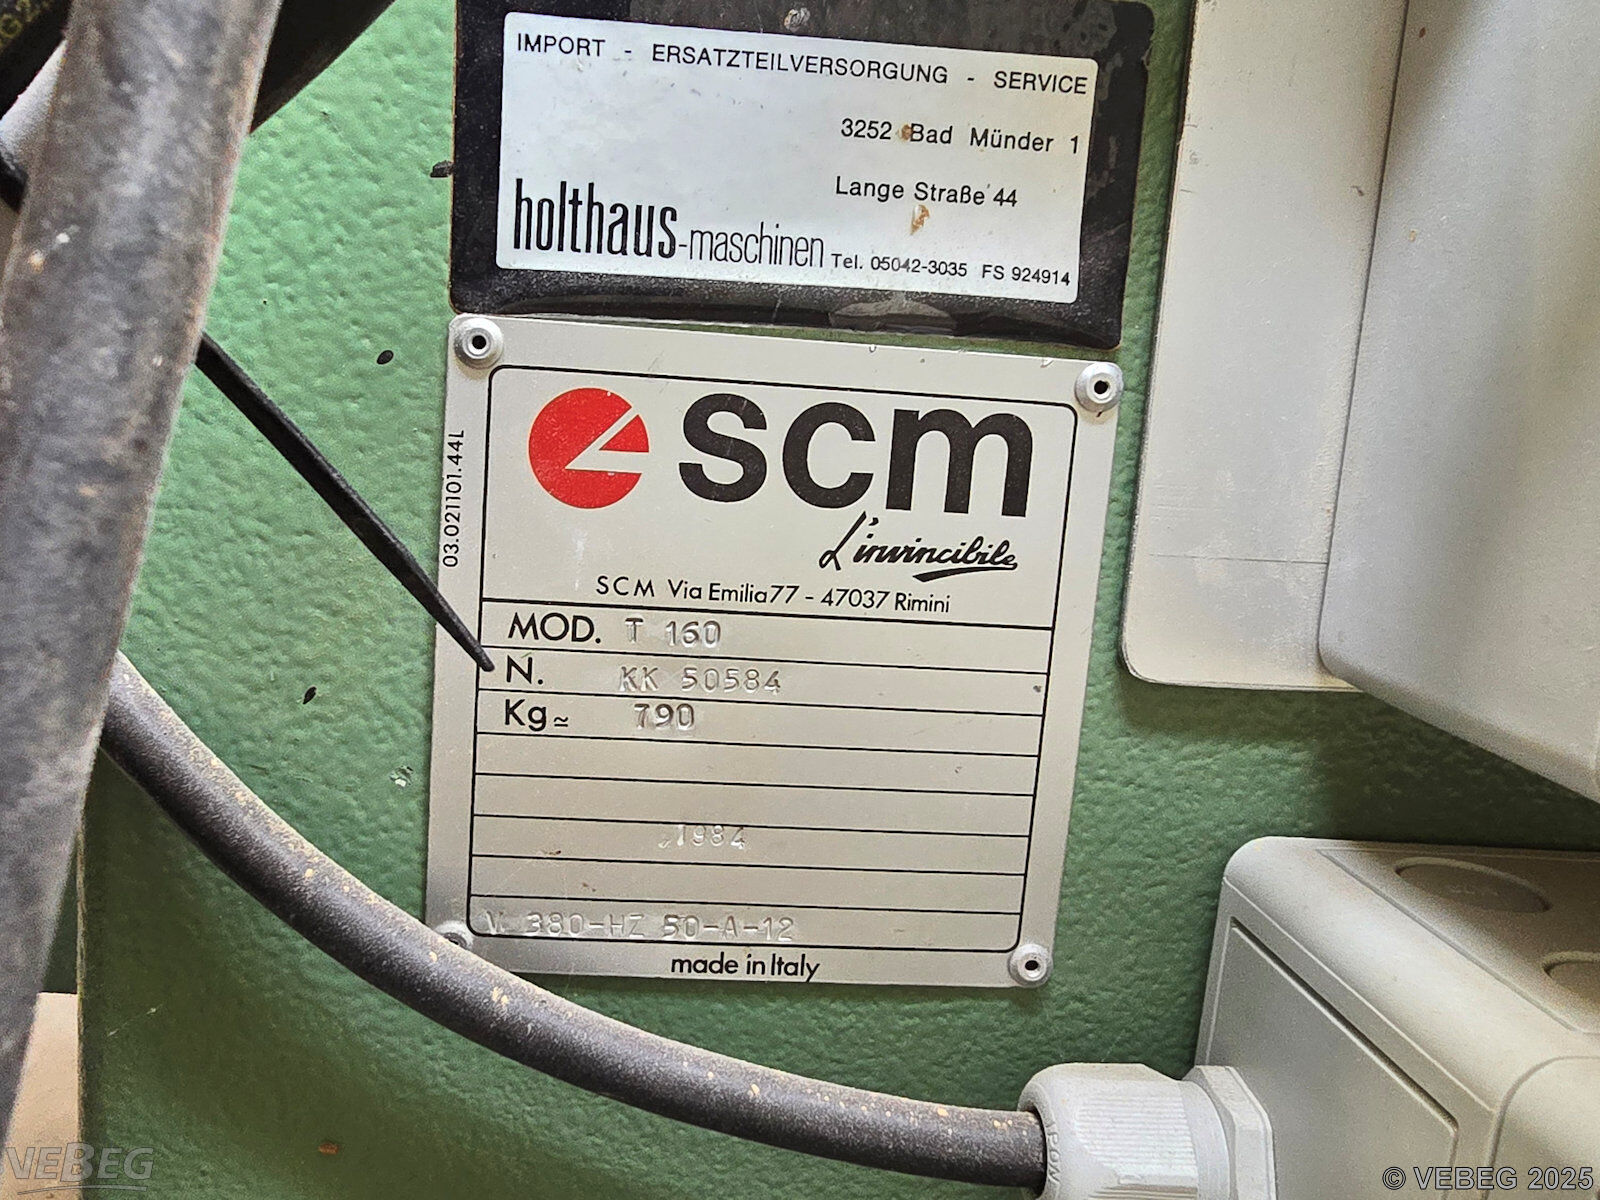 IMPORT - ERSATZTEILVERSORGUNG - SERVICE
3252 Bad Münder 1
Lange Straße 44
holthaus-maschinen Tel. 05042-3035 FS 924914
scm
L'invincibile
SCM Via Emilia 77 - 47037 Rimini
03.021101.44L
MOD. T 160
N. KK 50584
Kg≃ 790
1984
V. 380-HZ 50-A-12
made in Italy
VEBEG
© VEBEG 2025